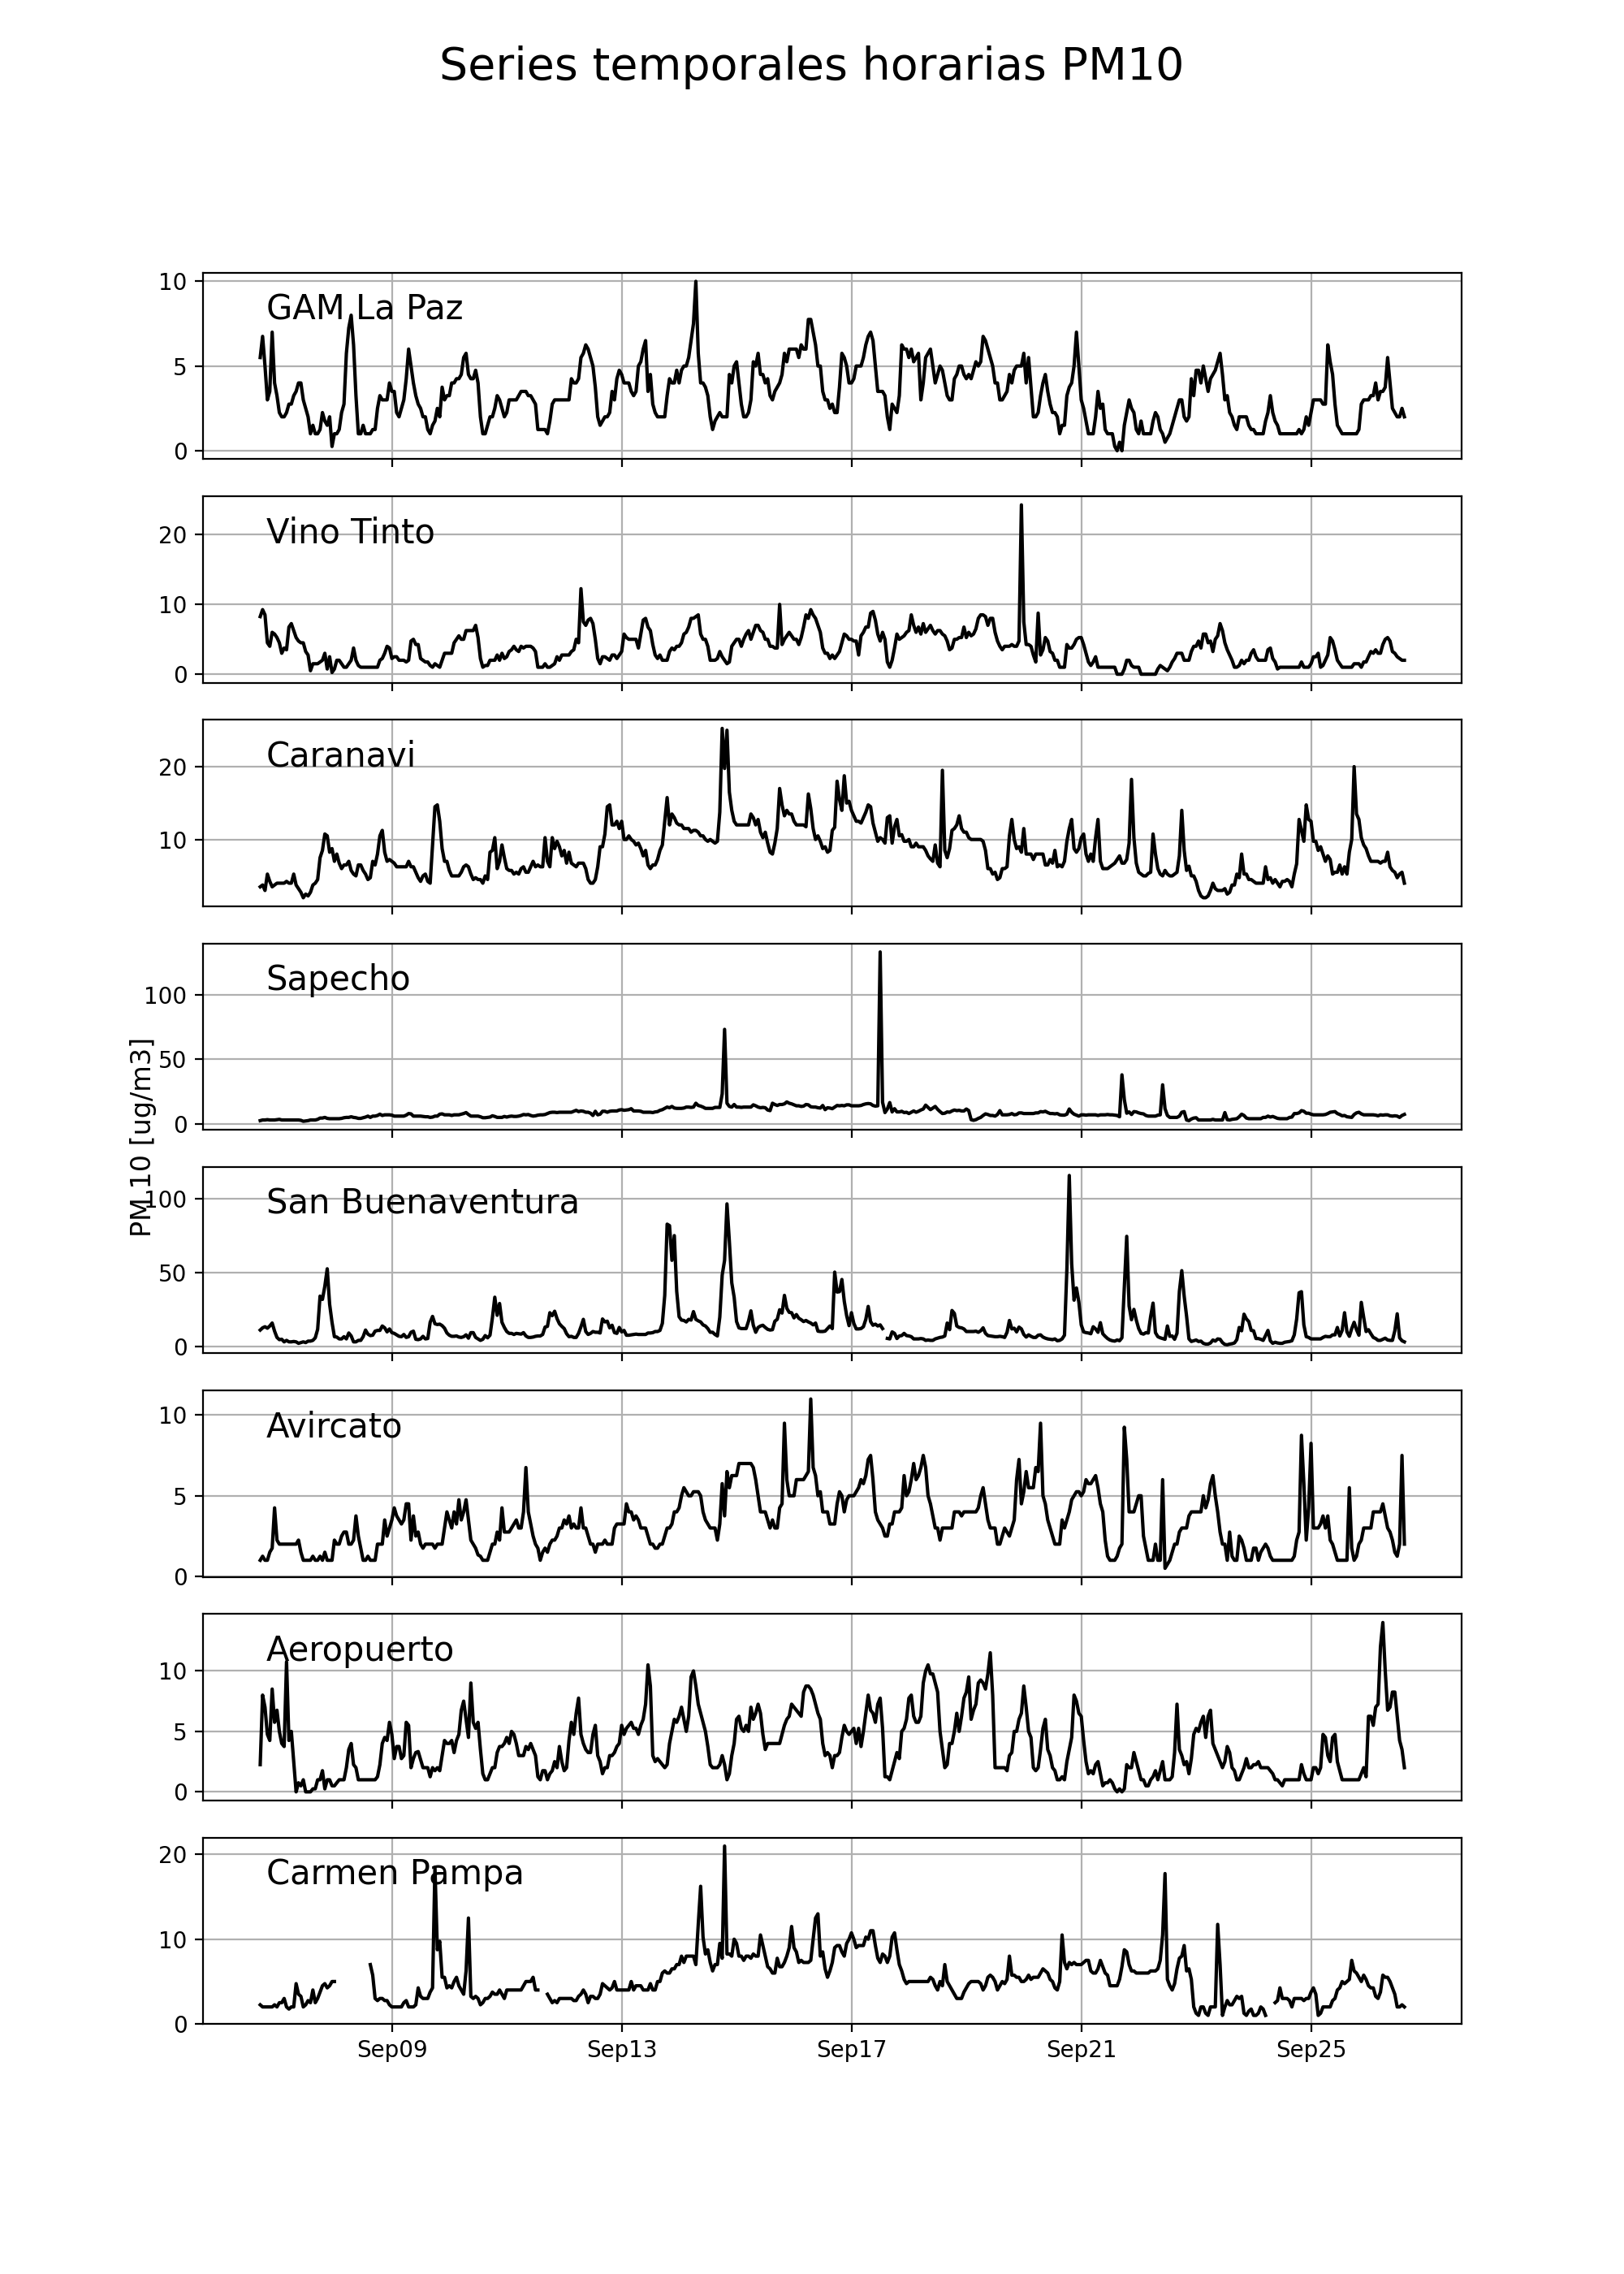 Series temporales horarias PM10
GAM La Paz
10
5
0
Vino Tinto
20
10
0
Caranavi
20
10
Sapecho
100
50
0
PM 10 [ug/m3]
San Buenaventura
100
50
0
Avircato
10
5
0
Aeropuerto
10
5
0
Carmen Pampa
20
10
0
Sep09 Sep13 Sep17 Sep21 Sep25